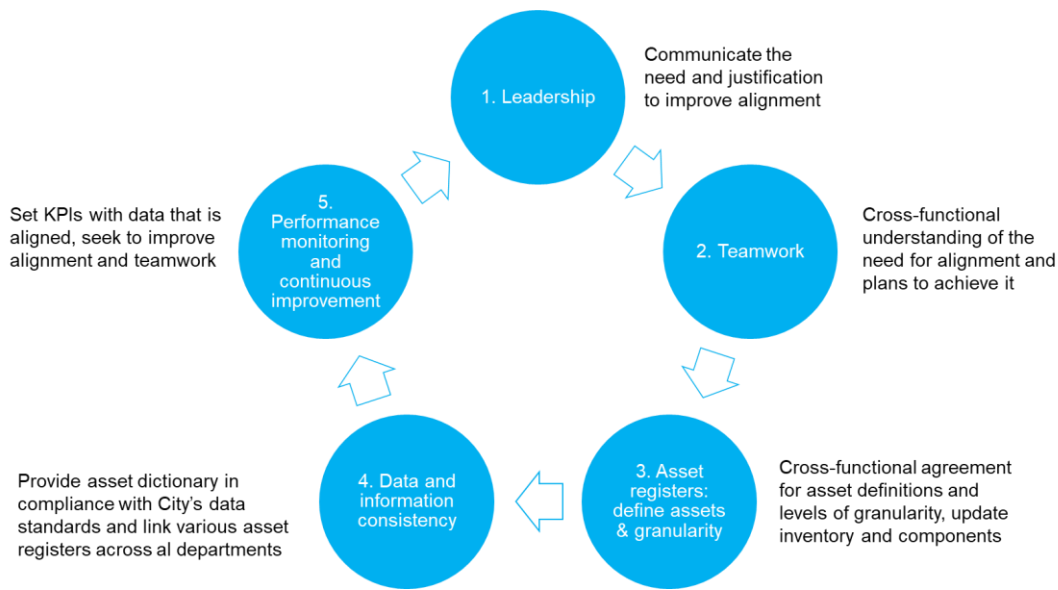 1. Leadership
Communicate the
need and justification
to improve alignment
2. Teamwork
Cross-functional
understanding of the
need for alignment and
plans to achieve it
3. Asset
registers:
define assets
& granularity
Cross-functional agreement
for asset definitions and
levels of granularity, update
inventory and components
4. Data and
information
consistency
Provide asset dictionary in
compliance with City’s data
standards and link various asset
registers across al departments
5.
Performance
monitoring
and
continuous
improvement
Set KPIs with data that is
aligned, seek to improve
alignment and teamwork